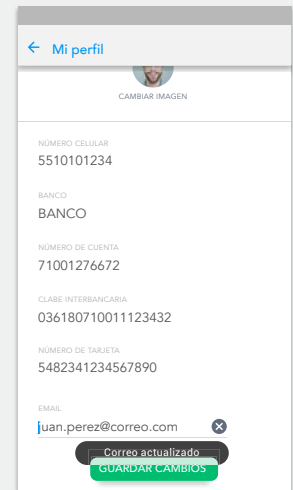 Mi perfil
CAMBIAR IMAGEN
NÚMERO CELULAR
5510101234
BANCO
BANCO
NÚMERO DE CUENTA
71001276672
CLABE INTERBANCARIA
036180710011123432
NÚMERO DE TARJETA
5482341234567890
EMAIL
juan.perez@correo.com
Correo actualizado
GUARDAR CAMBIOS